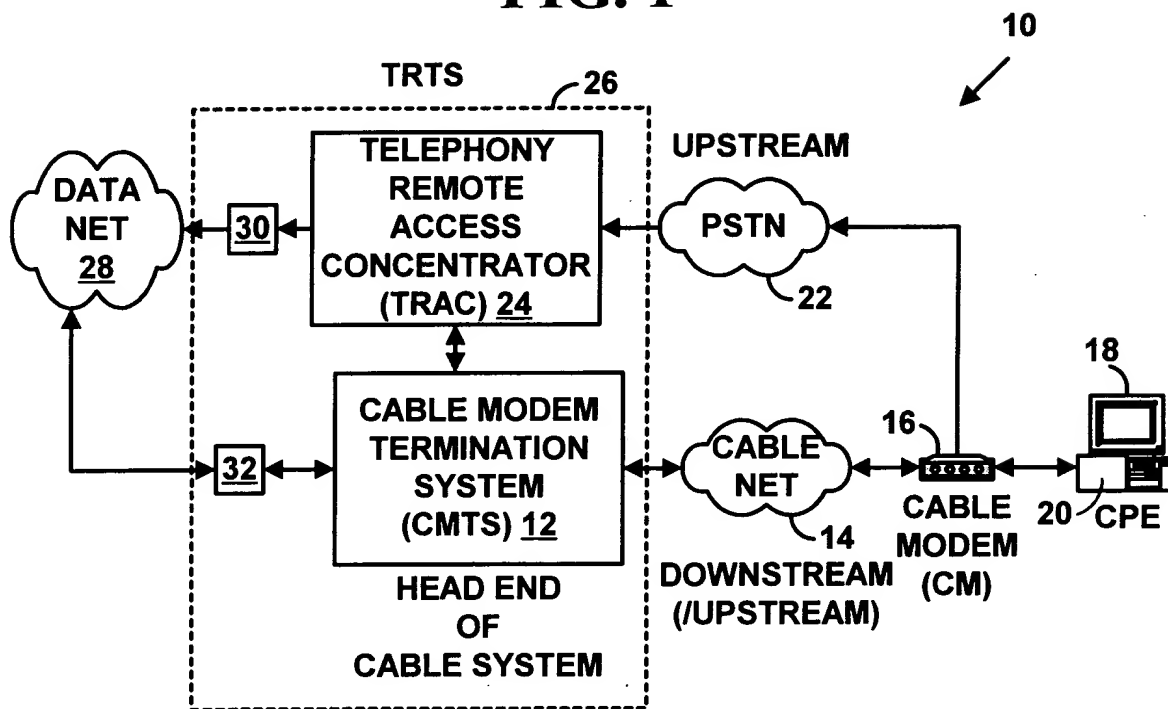 FIG. 1
10
TRTS
26
TELEPHONY
REMOTE
ACCESS
CONCENTRATOR
(TRAC) 24
UPSTREAM
PSTN
22
DATA
NET
28
30
18
CABLE MODEM
TERMINATION
SYSTEM
(CMTS) 12
32
CABLE
NET
14
16
20
CPE
CABLE
MODEM
(CM)
DOWNSTREAM
(/UPSTREAM)
HEAD END
OF
CABLE SYSTEM